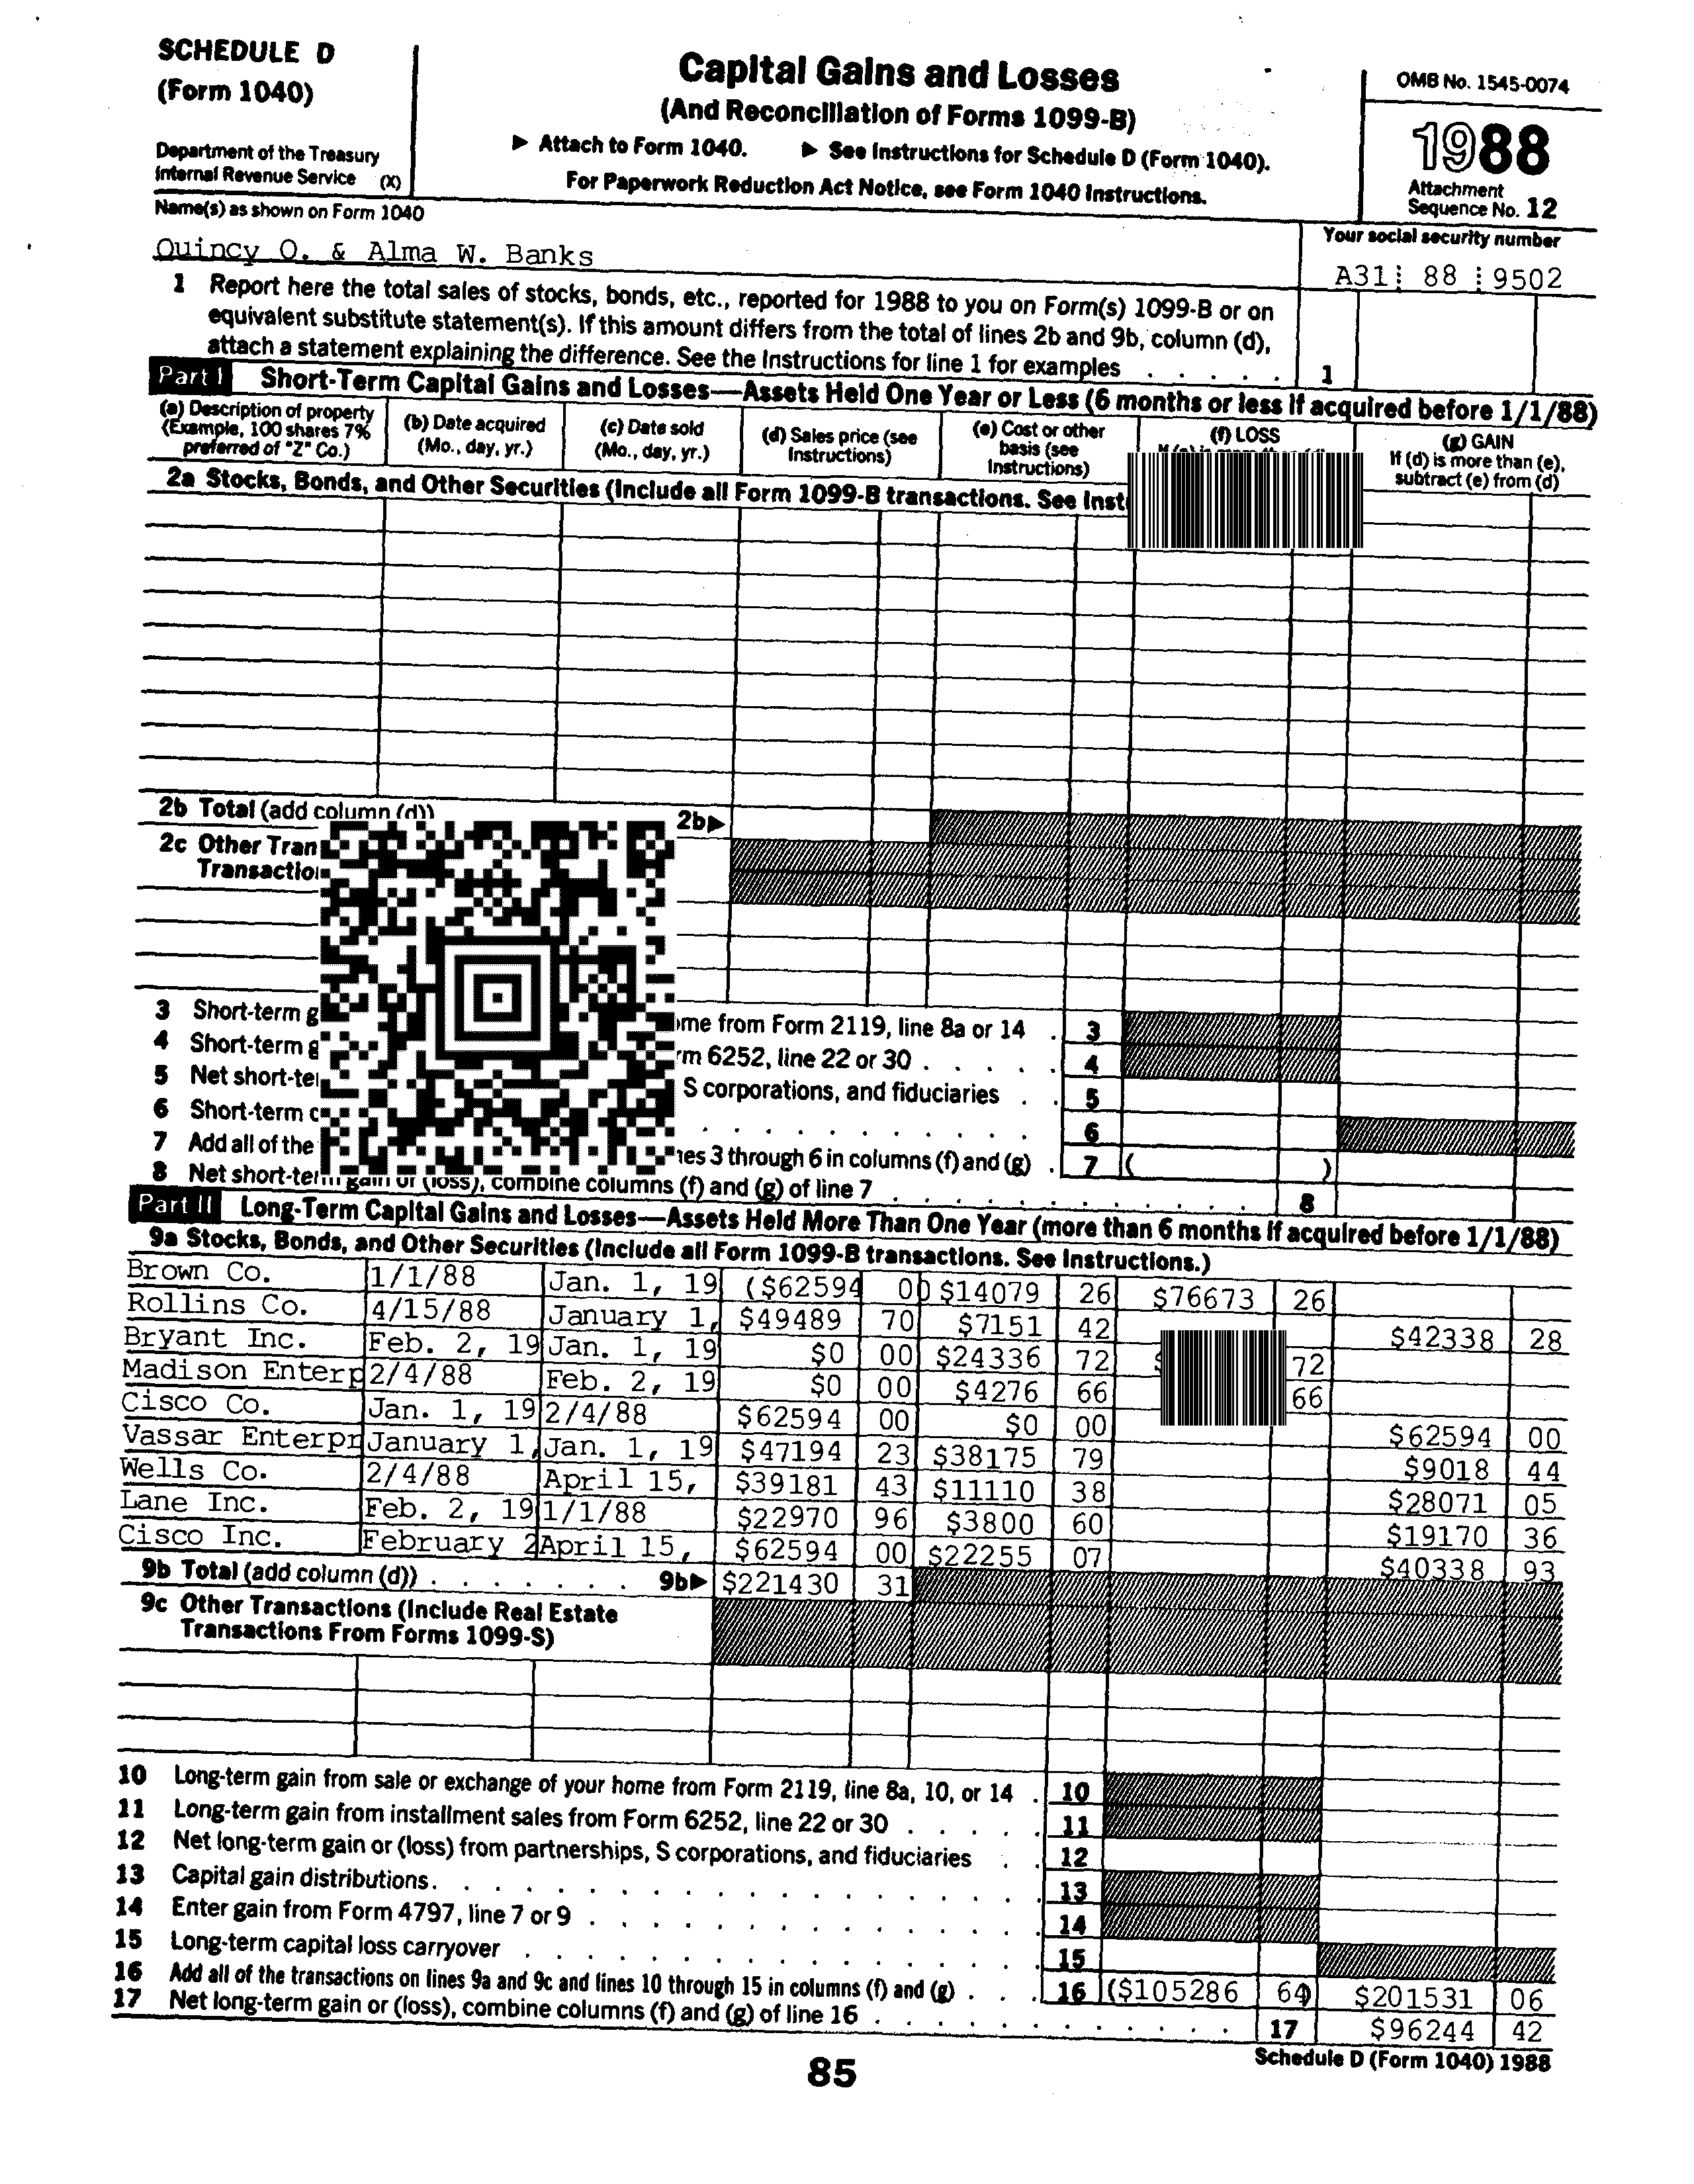 SCHEDULE D
(Form 1040)
Department of the Treasury
Internal Revenue Service (X)
Capital Gains and Losses
(And Reconciliation of Forms 1099-B)
▶ Attach to Form 1040. ▶ See Instructions for Schedule D (Form 1040).
For Paperwork Reduction Act Notice, see Form 1040 Instructions.
OMB No. 1545-0074
1988
Attachment
Sequence No. 12
Name(s) as shown on Form 1040
Your social security number
Quincy O. & Alma W. Banks
A31 88 9502
1 Report here the total sales of stocks, bonds, etc., reported for 1988 to you on Form(s) 1099-B or on
equivalent substitute statement(s). If this amount differs from the total of lines 2b and 9b, column (d),
attach a statement explaining the difference. See the Instructions for line 1 for examples . . . . . 1
Part I Short-Term Capital Gains and Losses—Assets Held One Year or Less (6 months or less if acquired before 1/1/88)
(a) Description of property
(Example, 100 shares 7%
preferred of "Z" Co.)
(b) Date acquired
(Mo., day, yr.)
(c) Date sold
(Mo., day, yr.)
(d) Sales price (see
Instructions)
(e) Cost or other
basis (see
Instructions)
(f) LOSS
(g) GAIN
If (d) is more than (e),
subtract (e) from (d)
2a Stocks, Bonds, and Other Securities (Include all Form 1099-B transactions. See
2b Total (add column (d)) 2b▶
2c Other
3 Short-term from Form 2119, line 8a or 14 . 3
4 Short-term 6252, line 22 or 30 . . . . . 4
5 Net S corporations, and fiduciaries . . 5
6 Short-term . . . . . . . . . . . 6
7 Add all of the 3 through 6 in columns (f) and (g) . 7 ( )
8 Net short-term gain or (loss), combine columns (f) and (g) of line 7 . . . . . . . . . . . 8
Part II Long-Term Capital Gains and Losses—Assets Held More Than One Year (more than 6 months if acquired before 1/1/88)
9a Stocks, Bonds, and Other Securities (Include all Form 1099-B transactions. See Instructions.)
Brown Co. 1/1/88 Jan. 1, 19 ($62594 00 $14079 26 $76673 26
Rollins Co. 4/15/88 January 1, $49489 70 $7151 42 $42338 28
Bryant Inc. Feb. 2, 19 Jan. 1, 19 $0 00 $24336 72 72
Madison Enterp 2/4/88 Feb. 2, 19 $0 00 $4276 66 66
Cisco Co. Jan. 1, 19 2/4/88 $62594 00 $0 00 $62594 00
Vassar Enterpr January 1, Jan. 1, 19 $47194 23 $38175 79 $9018 44
Wells Co. 2/4/88 April 15, $39181 43 $11110 38 $28071 05
Lane Inc. Feb. 2, 19 1/1/88 $22970 96 $3800 60 $19170 36
Cisco Inc. February 2 April 15, $62594 00 $22255 07 $40338 93
9b Total (add column (d)) . . . . . . . 9b▶ $221430 31
9c Other Transactions (Include Real Estate
Transactions From Forms 1099-S)
10 Long-term gain from sale or exchange of your home from Form 2119, line 8a, 10, or 14 . 10
11 Long-term gain from installment sales from Form 6252, line 22 or 30 . . . . . 11
12 Net long-term gain or (loss) from partnerships, S corporations, and fiduciaries . . 12
13 Capital gain distributions . . . . . . . . . . . . . . . . . . 13
14 Enter gain from Form 4797, line 7 or 9 . . . . . . . . . . . . . . 14
15 Long-term capital loss carryover . . . . . . . . . . . . . . . . 15
16 Add all of the transactions on lines 9a and 9c and lines 10 through 15 in columns (f) and (g) . . . 16 ($105286 64) $201531 06
17 Net long-term gain or (loss), combine columns (f) and (g) of line 16 . . . . . . . . . . . . 17 $96244 42
85
Schedule D (Form 1040) 1988